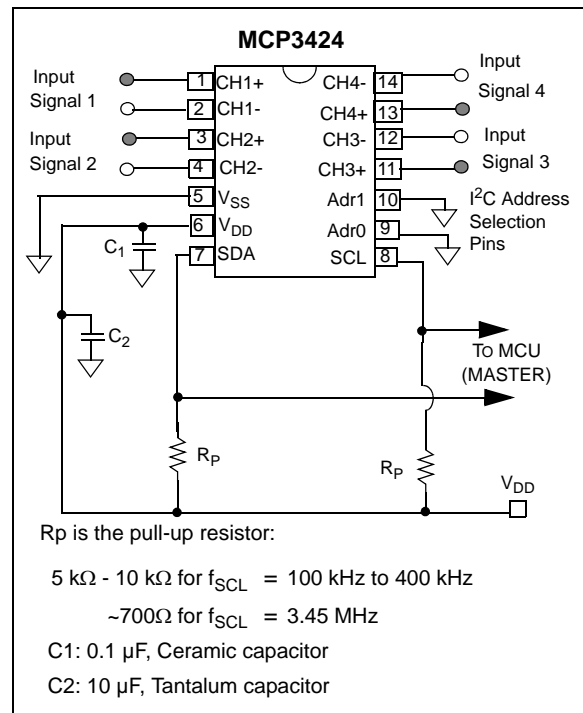 MCP3424
Input
Signal 1
Input
Signal 2
1 CH1+
2 CH1-
3 CH2+
4 CH2-
5 VSS
6 VDD
7 SDA
CH4- 14
CH4+ 13
CH3- 12
CH3+ 11
Adr1 10
Adr0 9
SCL 8
Input
Signal 4
Input
Signal 3
I2C Address
Selection
Pins
C1
C2
TO MCU
(MASTER)
RP
RP
VDD
Rp is the pull-up resistor:
5 kΩ - 10 kΩ for fSCL = 100 kHz to 400 kHz
~700Ω for fSCL = 3.45 MHz
C1: 0.1 µF, Ceramic capacitor
C2: 10 µF, Tantalum capacitor